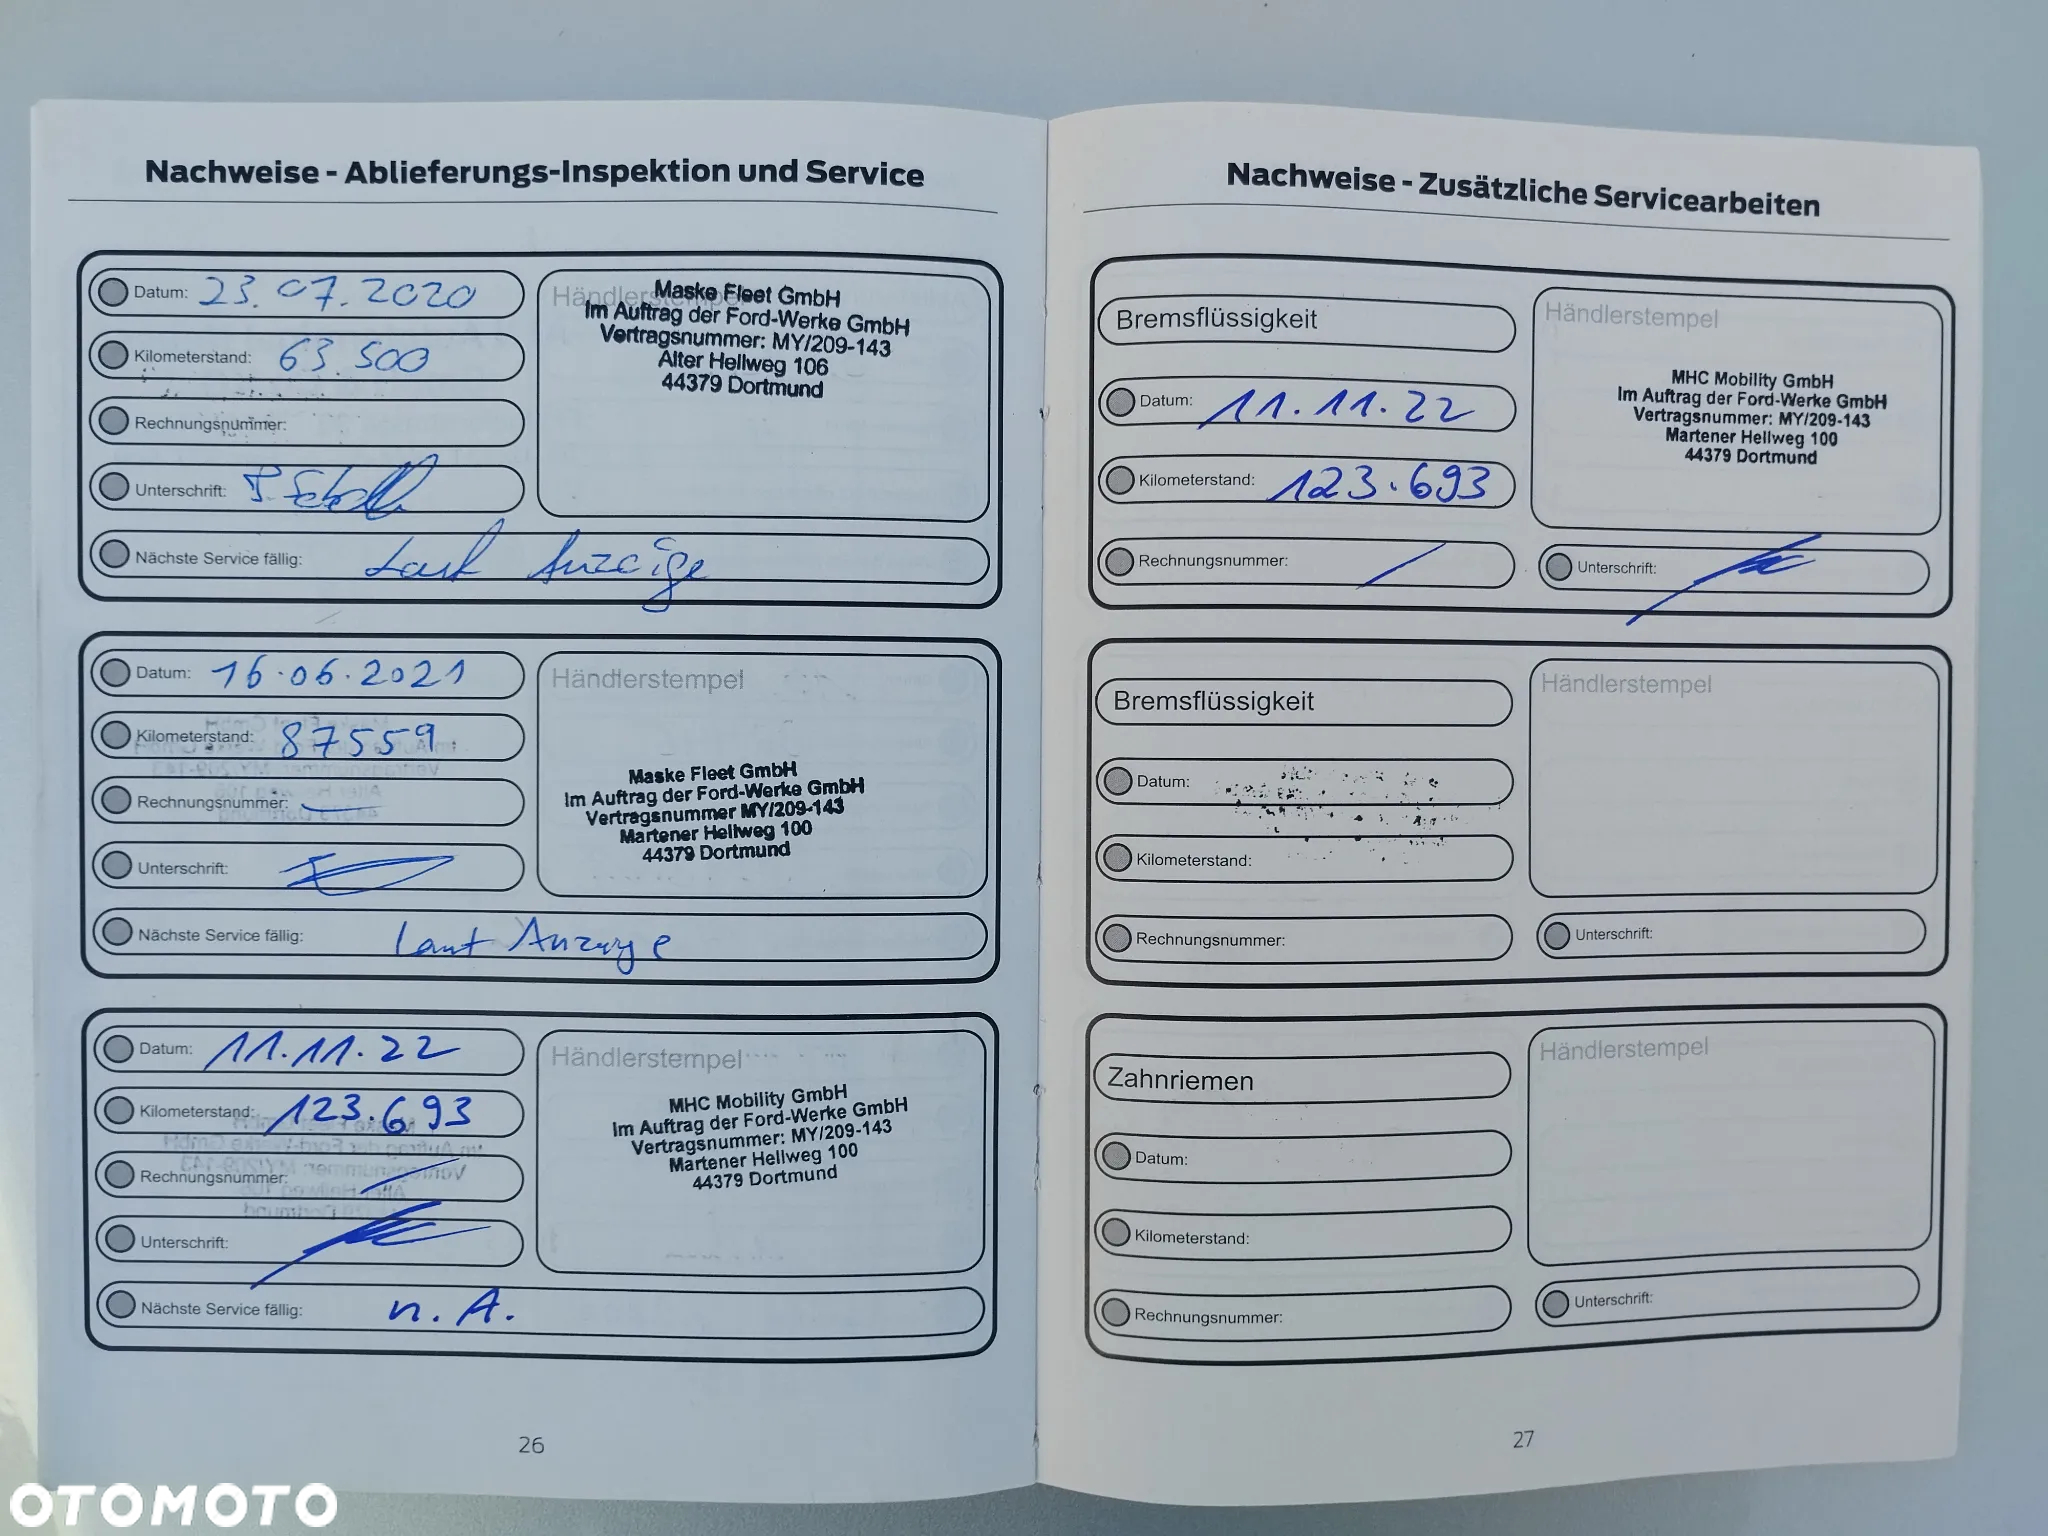 Nachweise - Ablieferungs-Inspektion und Service
Datum: 23.07.2020
Kilometerstand: 63.500
Rechnungsnummer:
Unterschrift:
Nächste Service fällig: Laut Anzeige
Händlerstempel
Maske Fleet GmbH
Im Auftrag der Ford-Werke GmbH
Vertragsnummer: MY/209-143
Alter Hellweg 106
44379 Dortmund
Datum: 16.06.2021
Kilometerstand: 87559
Rechnungsnummer:
Unterschrift:
Nächste Service fällig: Laut Anzeige
Händlerstempel
Maske Fleet GmbH
Im Auftrag der Ford-Werke GmbH
Vertragsnummer MY/209-143
Martener Hellweg 100
44379 Dortmund
Datum: 11.11.22
Kilometerstand: 123.693
Rechnungsnummer:
Unterschrift:
Nächste Service fällig: n.A.
Händlerstempel
MHC Mobility GmbH
Im Auftrag der Ford-Werke GmbH
Vertragsnummer: MY/209-143
Martener Hellweg 100
44379 Dortmund
26
Nachweise - Zusätzliche Servicearbeiten
Bremsflüssigkeit
Datum: 11.11.22
Kilometerstand: 123.693
Rechnungsnummer:
Händlerstempel
MHC Mobility GmbH
Im Auftrag der Ford-Werke GmbH
Vertragsnummer: MY/209-143
Martener Hellweg 100
44379 Dortmund
Unterschrift:
Bremsflüssigkeit
Datum:
Kilometerstand:
Rechnungsnummer:
Händlerstempel
Unterschrift:
Zahnriemen
Datum:
Kilometerstand:
Rechnungsnummer:
Händlerstempel
Unterschrift:
27
OTOMOTO